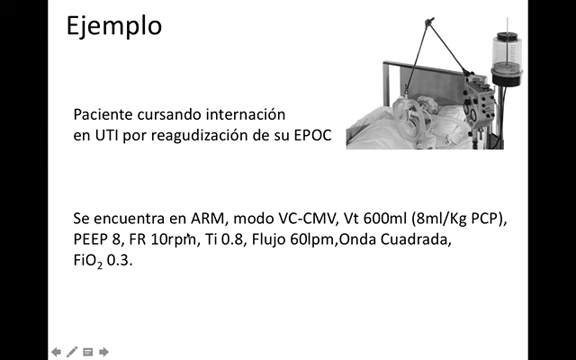 Ejemplo
Paciente cursando internación
en UTI por reagudización de su EPOC
Se encuentra en ARM, modo VC-CMV, Vt 600ml (8ml/Kg PCP),
PEEP 8, FR 10rpm, Ti 0.8, Flujo 60lpm,Onda Cuadrada,
FiO₂ 0.3.